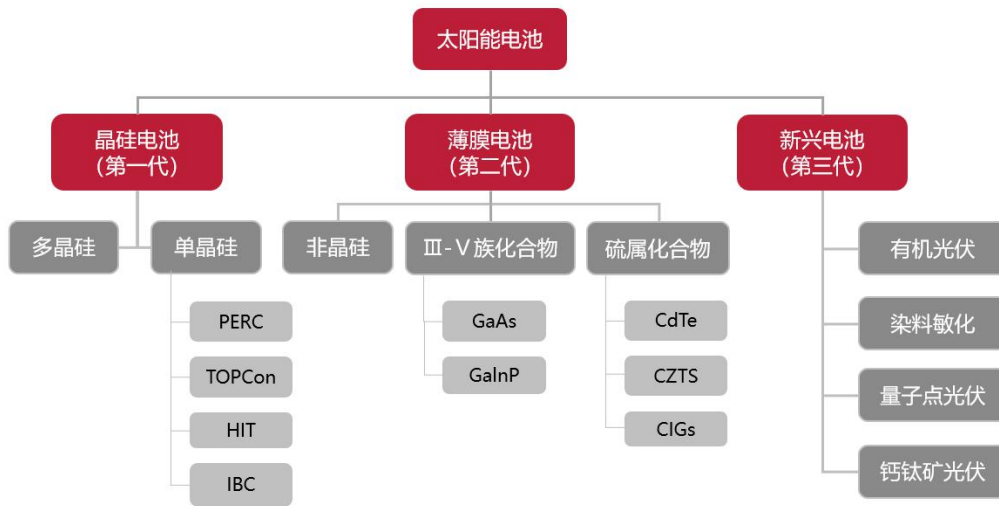 太阳能电池
晶硅电池
（第一代）
薄膜电池
（第二代）
新兴电池
（第三代）
多晶硅
单晶硅
非晶硅
Ⅲ-Ⅴ族化合物
硫属化合物
PERC
TOPCon
HIT
IBC
GaAs
GaInP
CdTe
CZTS
CIGs
有机光伏
染料敏化
量子点光伏
钙钛矿光伏